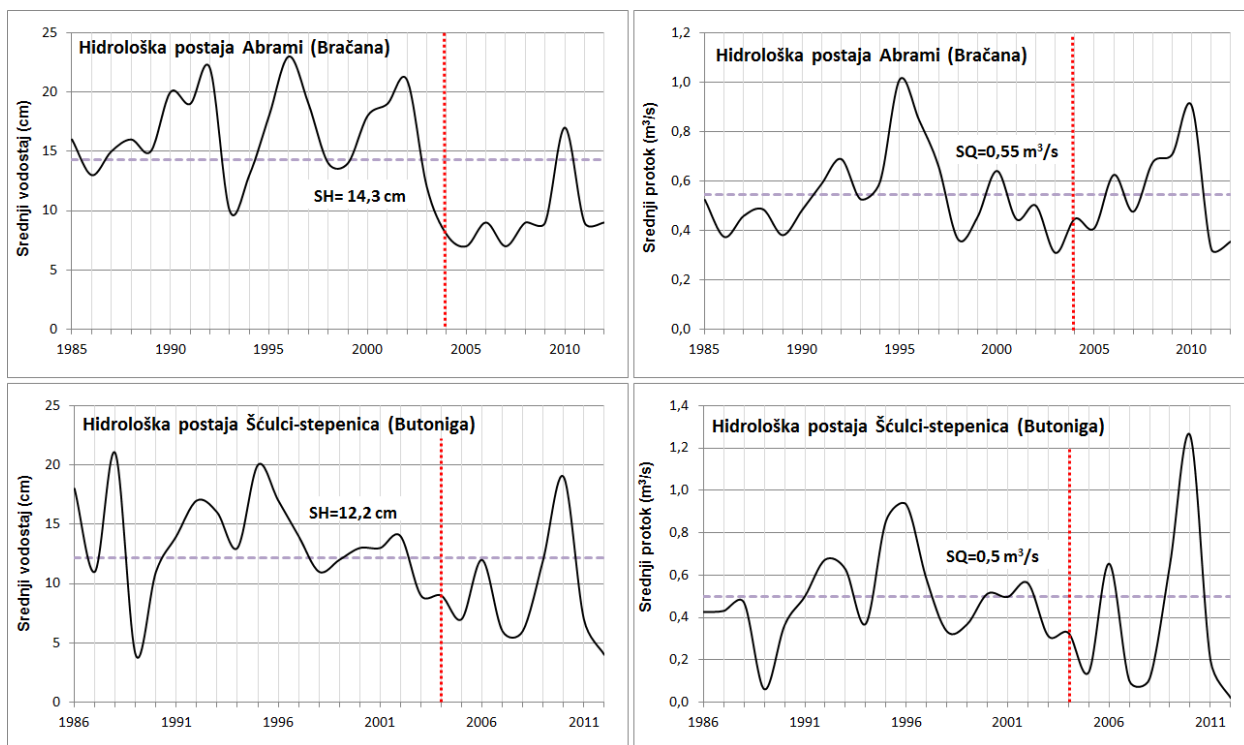 Hidrološka postaja Abrami (Bračana)
Srednji vodostaj (cm)
25
20
15
10
5
0
SH= 14,3 cm
1985 1990 1995 2000 2005 2010
Hidrološka postaja Abrami (Bračana)
Srednji protok (m³/s)
1,2
1,0
0,8
0,6
0,4
0,2
0,0
SQ=0,55 m³/s
1985 1990 1995 2000 2005 2010
Hidrološka postaja Šćulci-stepenica (Butoniga)
Srednji vodostaj (cm)
25
20
15
10
5
0
SH=12,2 cm
1986 1991 1996 2001 2006 2011
Hidrološka postaja Šćulci-stepenica (Butoniga)
Srednji protok (m³/s)
1,4
1,2
1,0
0,8
0,6
0,4
0,2
0,0
SQ=0,5 m³/s
1986 1991 1996 2001 2006 2011